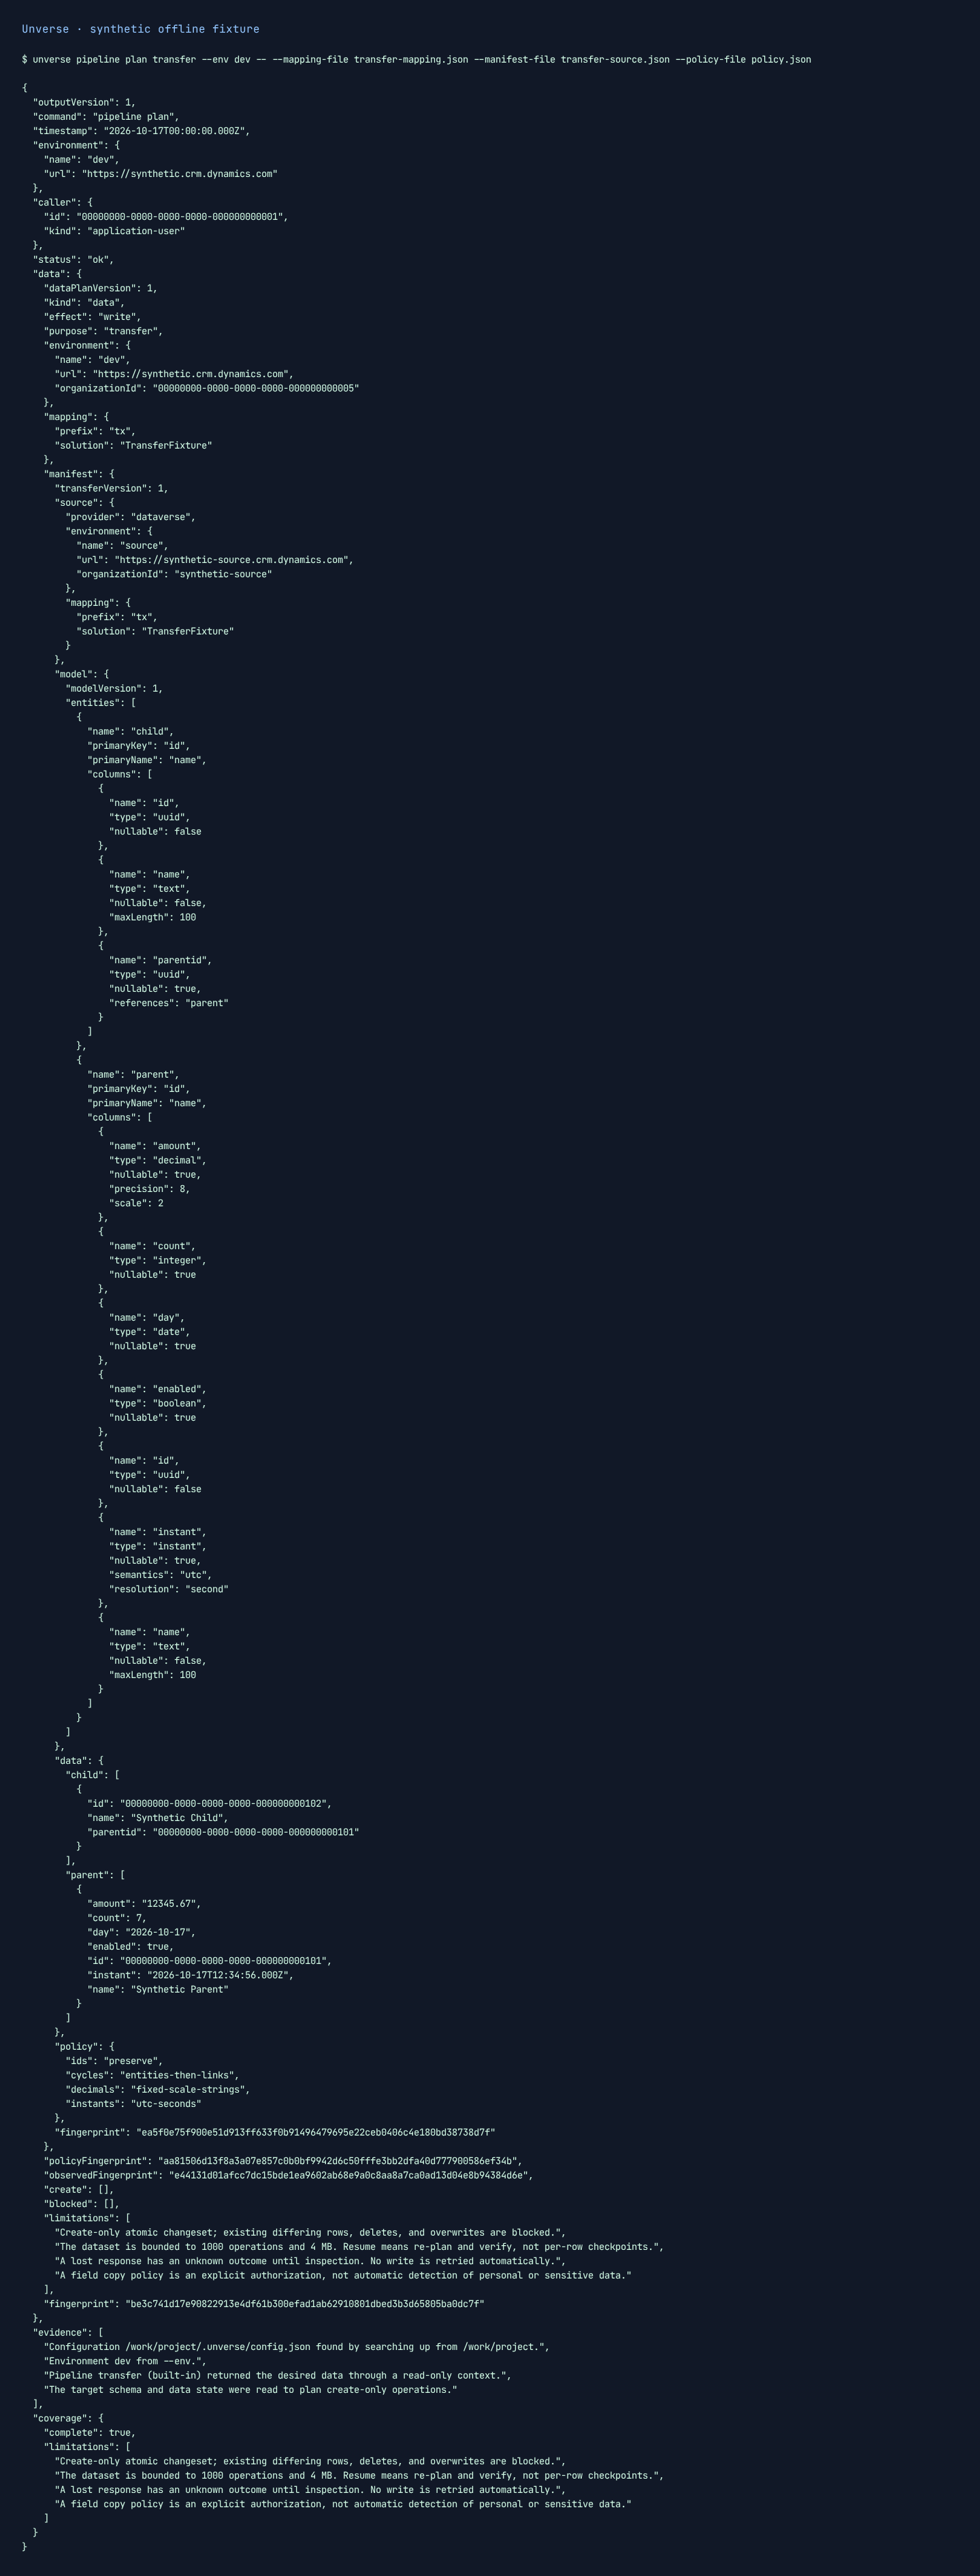 Unverse · synthetic offline fixture
$ unverse pipeline plan transfer --env dev -- --mapping-file transfer-mapping.json --manifest-file transfer-source.json --policy-file policy.json
{
  "outputVersion": 1,
  "command": "pipeline plan",
  "timestamp": "2026-10-17T00:00:00.000Z",
  "environment": {
    "name": "dev",
    "url": "https://synthetic.crm.dynamics.com"
  },
  "caller": {
    "id": "00000000-0000-0000-0000-000000000001",
    "kind": "application-user"
  },
  "status": "ok",
  "data": {
    "dataPlanVersion": 1,
    "kind": "data",
    "effect": "write",
    "purpose": "transfer",
    "environment": {
      "name": "dev",
      "url": "https://synthetic.crm.dynamics.com",
      "organizationId": "00000000-0000-0000-0000-000000000005"
    },
    "mapping": {
      "prefix": "tx",
      "solution": "TransferFixture"
    },
    "manifest": {
      "transferVersion": 1,
      "source": {
        "provider": "dataverse",
        "environment": {
          "name": "source",
          "url": "https://synthetic-source.crm.dynamics.com",
          "organizationId": "synthetic-source"
        },
        "mapping": {
          "prefix": "tx",
          "solution": "TransferFixture"
        }
      },
      "model": {
        "modelVersion": 1,
        "entities": [
          {
            "name": "child",
            "primaryKey": "id",
            "primaryName": "name",
            "columns": [
              {
                "name": "id",
                "type": "uuid",
                "nullable": false
              },
              {
                "name": "name",
                "type": "text",
                "nullable": false,
                "maxLength": 100
              },
              {
                "name": "parentid",
                "type": "uuid",
                "nullable": true,
                "references": "parent"
              }
            ]
          },
          {
            "name": "parent",
            "primaryKey": "id",
            "primaryName": "name",
            "columns": [
              {
                "name": "amount",
                "type": "decimal",
                "nullable": true,
                "precision": 8,
                "scale": 2
              },
              {
                "name": "count",
                "type": "integer",
                "nullable": true
              },
              {
                "name": "day",
                "type": "date",
                "nullable": true
              },
              {
                "name": "enabled",
                "type": "boolean",
                "nullable": true
              },
              {
                "name": "id",
                "type": "uuid",
                "nullable": false
              },
              {
                "name": "instant",
                "type": "instant",
                "nullable": true,
                "semantics": "utc",
                "resolution": "second"
              },
              {
                "name": "name",
                "type": "text",
                "nullable": false,
                "maxLength": 100
              }
            ]
          }
        ]
      },
      "data": {
        "child": [
          {
            "id": "00000000-0000-0000-0000-000000000102",
            "name": "Synthetic Child",
            "parentid": "00000000-0000-0000-0000-000000000101"
          }
        ],
        "parent": [
          {
            "amount": "12345.67",
            "count": 7,
            "day": "2026-10-17",
            "enabled": true,
            "id": "00000000-0000-0000-0000-000000000101",
            "instant": "2026-10-17T12:34:56.000Z",
            "name": "Synthetic Parent"
          }
        ]
      },
      "policy": {
        "ids": "preserve",
        "cycles": "entities-then-links",
        "decimals": "fixed-scale-strings",
        "instants": "utc-seconds"
      },
      "fingerprint": "ea5f0e75f900e51d913ff633f0b91496479695e22ceb0406c4e180bd38738d7f"
    },
    "policyFingerprint": "aa81506d13f8a3a07e857c0b0bf9942d6c50fffe3bb2dfa40d777900586ef34b",
    "observedFingerprint": "e44131d01afcc7dc15bde1ea9602ab68e9a0c8aa8a7ca0ad13d04e8b94384d6e",
    "create": [],
    "blocked": [],
    "limitations": [
      "Create-only atomic changeset; existing differing rows, deletes, and overwrites are blocked.",
      "The dataset is bounded to 1000 operations and 4 MB. Resume means re-plan and verify, not per-row checkpoints.",
      "A lost response has an unknown outcome until inspection. No write is retried automatically.",
      "A field copy policy is an explicit authorization, not automatic detection of personal or sensitive data."
    ],
    "fingerprint": "be3c741d17e90822913e4df61b300efad1ab62910801dbed3b3d65805ba0dc7f"
  },
  "evidence": [
    "Configuration /work/project/.unverse/config.json found by searching up from /work/project.",
    "Environment dev from --env.",
    "Pipeline transfer (built-in) returned the desired data through a read-only context.",
    "The target schema and data state were read to plan create-only operations."
  ],
  "coverage": {
    "complete": true,
    "limitations": [
      "Create-only atomic changeset; existing differing rows, deletes, and overwrites are blocked.",
      "The dataset is bounded to 1000 operations and 4 MB. Resume means re-plan and verify, not per-row checkpoints.",
      "A lost response has an unknown outcome until inspection. No write is retried automatically.",
      "A field copy policy is an explicit authorization, not automatic detection of personal or sensitive data."
    ]
  }
}